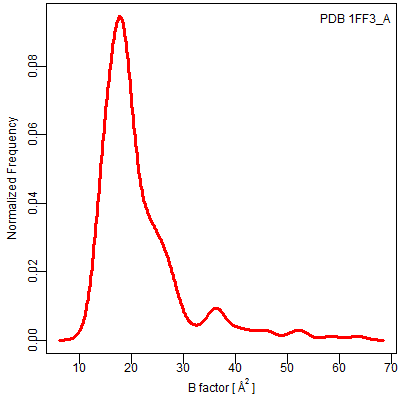 PDB 1FF3_A
Normalized Frequency
0.00 0.02 0.04 0.06 0.08
10 20 30 40 50 60 70
B factor [ Å² ]